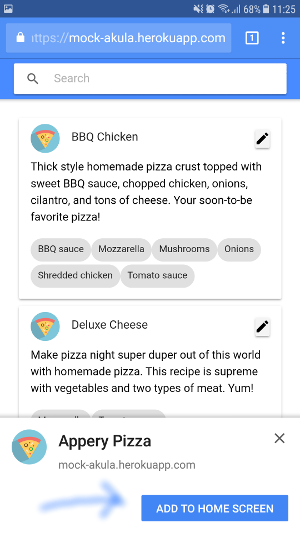 68% 11:25
https://mock-akula.herokuapp.com
1
Search
BBQ Chicken
Thick style homemade pizza crust topped with
sweet BBQ sauce, chopped chicken, onions,
cilantro, and tons of cheese. Your soon-to-be
favorite pizza!
BBQ sauce Mozzarella Mushrooms Onions
Shredded chicken Tomato sauce
Deluxe Cheese
Make pizza night super duper out of this world
with homemade pizza. This recipe is supreme
with vegetables and two types of meat. Yum!
Appery Pizza
mock-akula.herokuapp.com
ADD TO HOME SCREEN